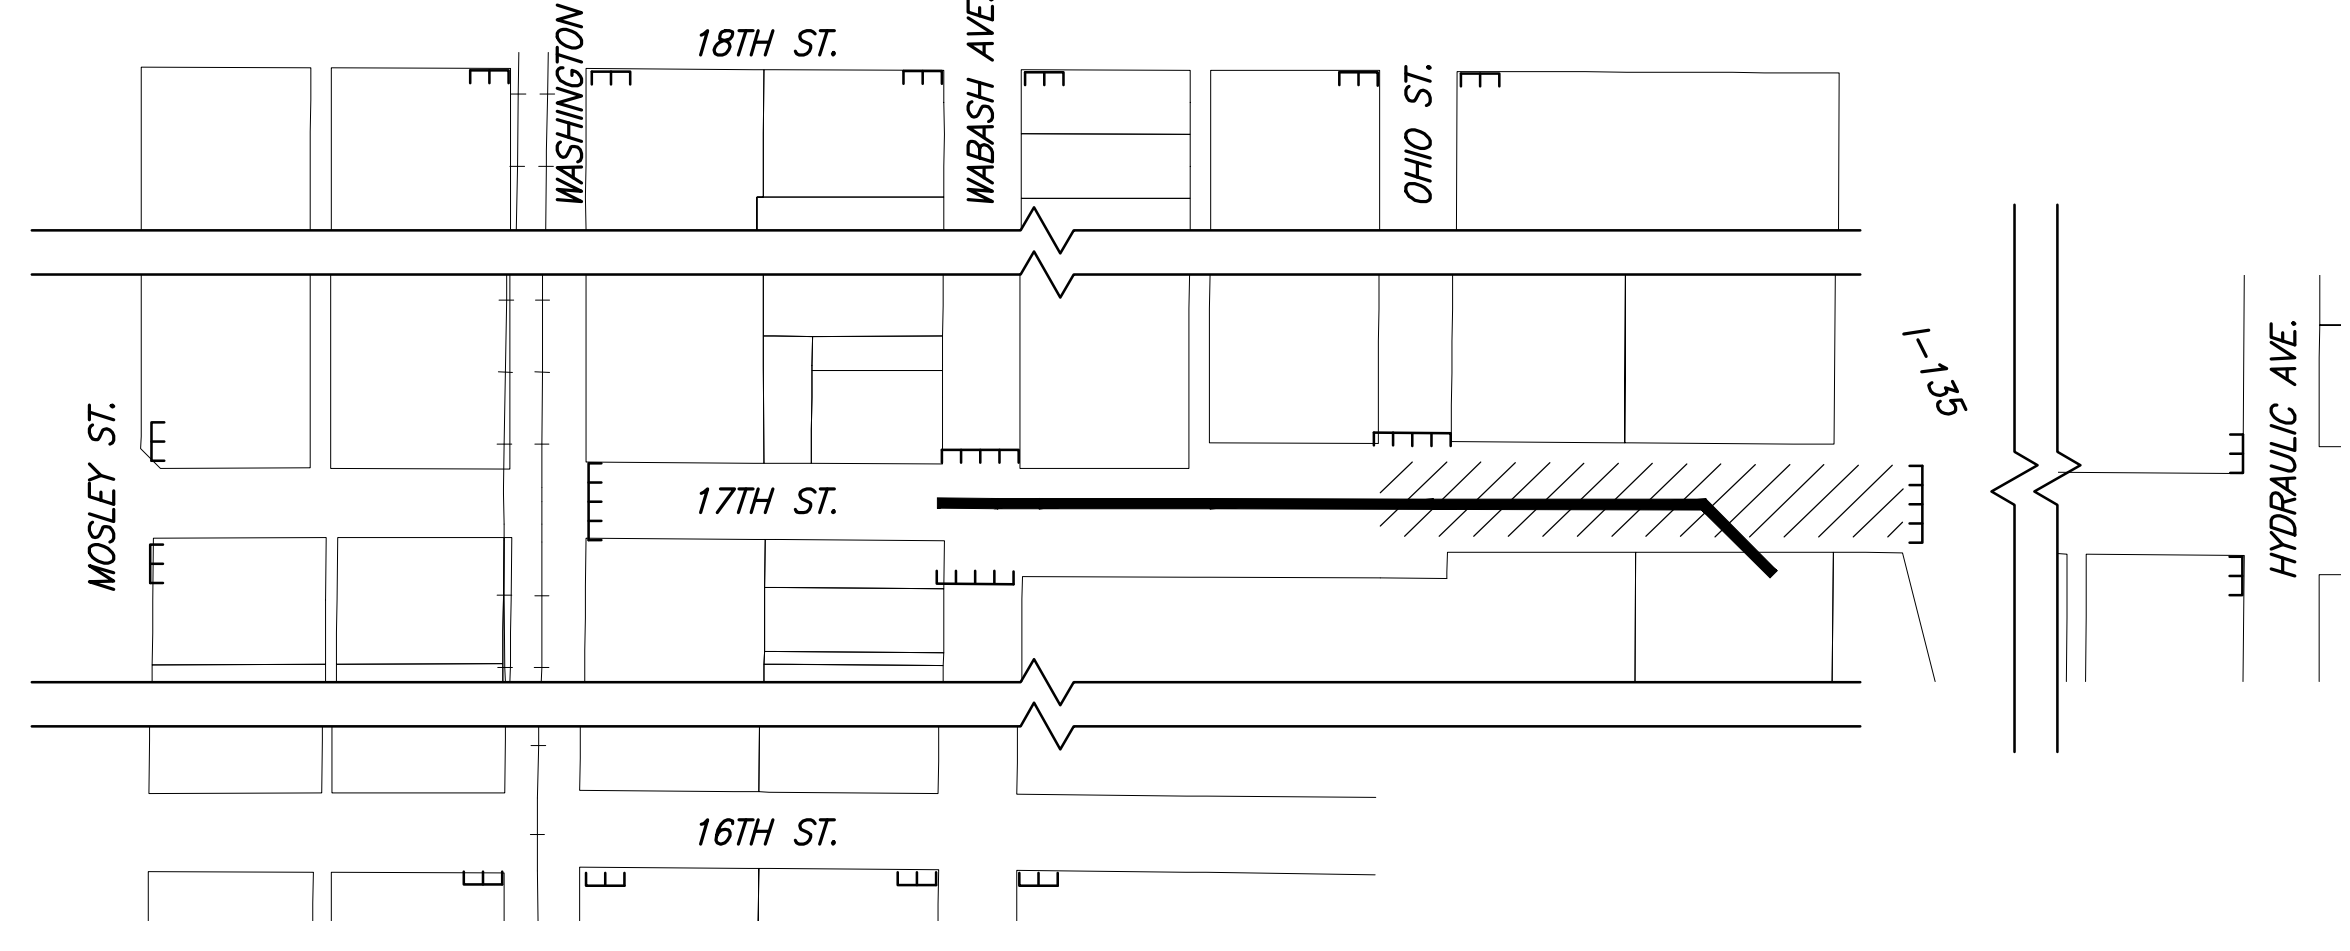 18TH ST.
WASHINGTON
WABASH AVE.
OHIO ST.
I-135
MOSLEY ST.
17TH ST.
HYDRAULIC AVE.
16TH ST.